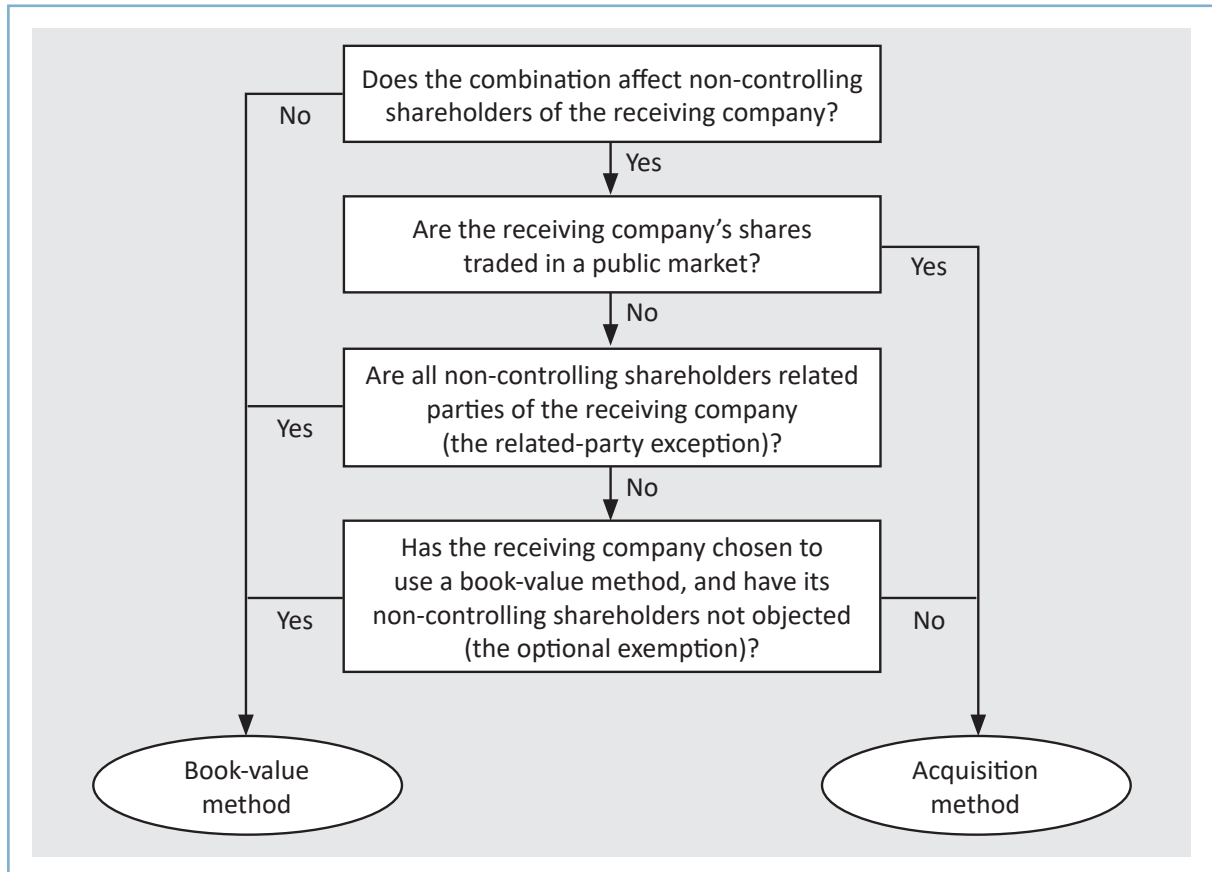 Does the combination affect non-controlling
shareholders of the receiving company?
No
Yes
Are the receiving company’s shares
traded in a public market?
Yes
No
Are all non-controlling shareholders related
parties of the receiving company
(the related-party exception)?
Yes
No
Has the receiving company chosen to
use a book-value method, and have its
non-controlling shareholders not objected
(the optional exemption)?
Yes
No
Book-value
method
Acquisition
method